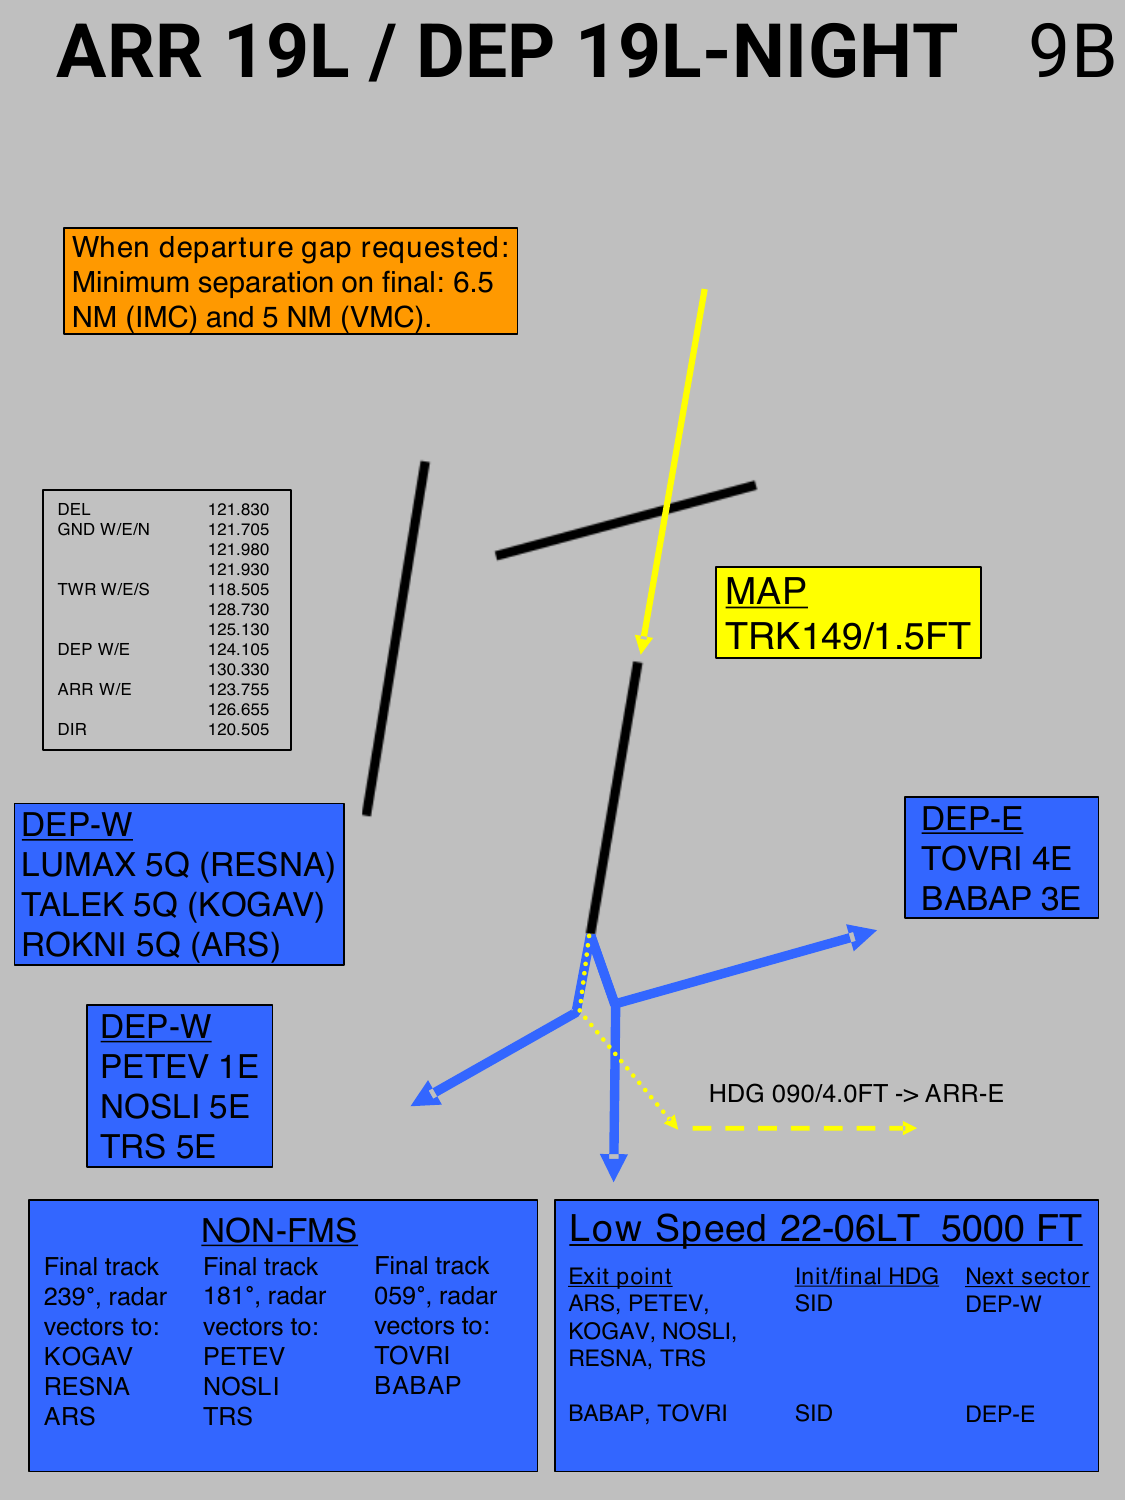 ARR 19L / DEP 19L-NIGHT 9B
When departure gap requested:
Minimum separation on final: 6.5
NM (IMC) and 5 NM (VMC).
DEL 121.830
GND W/E/N 121.705
121.980
121.930
TWR W/E/S 118.505
128.730
125.130
DEP W/E 124.105
130.330
ARR W/E 123.755
126.655
DIR 120.505
MAP
TRK149/1.5FT
DEP-W
LUMAX 5Q (RESNA)
TALEK 5Q (KOGAV)
ROKNI 5Q (ARS)
DEP-E
TOVRI 4E
BABAP 3E
DEP-W
PETEV 1E
NOSLI 5E
TRS 5E
HDG 090/4.0FT -> ARR-E
NON-FMS
Final track
239°, radar
vectors to:
KOGAV
RESNA
ARS
Final track
181°, radar
vectors to:
PETEV
NOSLI
TRS
Final track
059°, radar
vectors to:
TOVRI
BABAP
Low Speed 22-06LT 5000 FT
Exit point Init/final HDG Next sector
ARS, PETEV, SID DEP-W
KOGAV, NOSLI,
RESNA, TRS
BABAP, TOVRI SID DEP-E